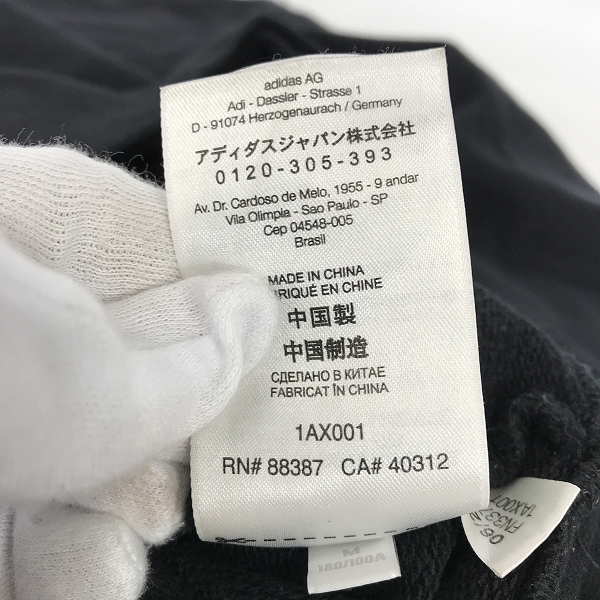 adidas AG
Adi - Dassler - Strasse 1
D - 91074 Herzogenaurach / Germany
アディダスジャパン株式会社
0120-305-393
Av. Dr. Cardoso de Melo, 1955 - 9 andar
Vila Olimpia - Sao Paulo - SP
Cep 04548-005
Brasil
MADE IN CHINA
EN CHINE
中国製
中国制造
СДЕЛАНО В КИТАЕ
FABRICAT ÎN CHINA
1AX001
RN# 88387 CA# 40312
M